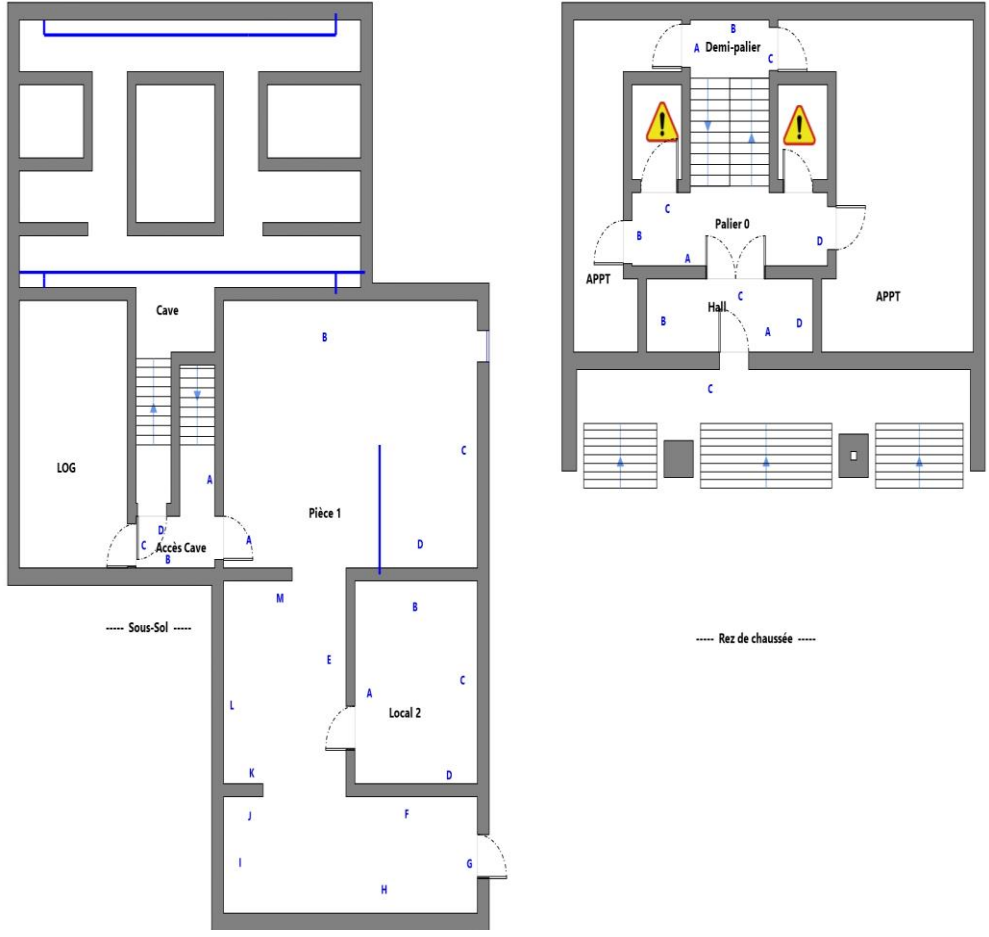 B
A
Demi-palier
C
!
!
C
Palier 0
B
D
A
APPT
C
APPT
Hall
B
D
A
C
----- Rez de chaussée -----
Cave
B
C
LOG
A
Pièce 1
D
C
Accès Cave
B
A
D
M
B
----- Sous-Sol -----
E
C
A
L
Local 2
K
D
J
F
I
G
H